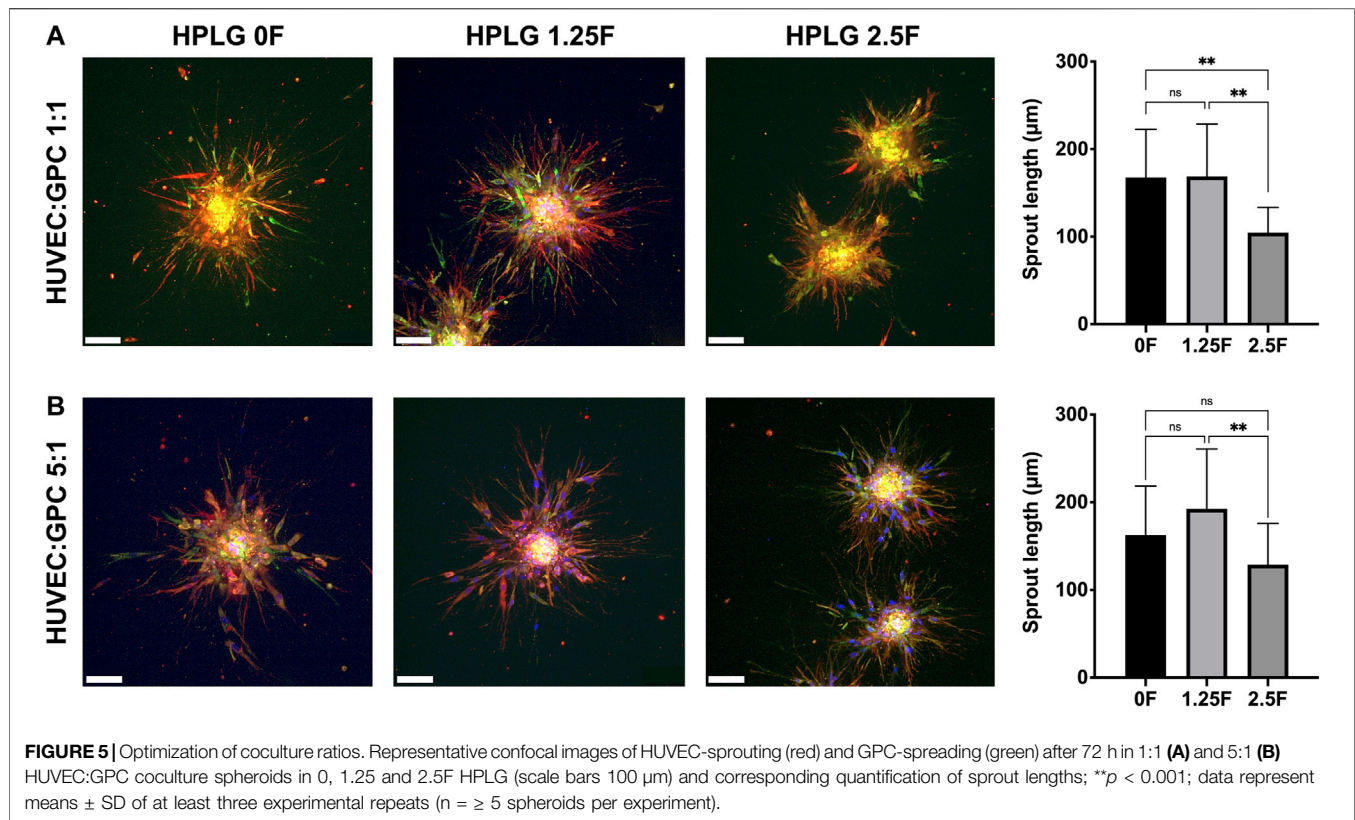 A
HPLG 0F HPLG 1.25F HPLG 2.5F
HUVEC:GPC 1:1
Sprout length (µm)
300
200
100
0
**
ns **
0F 1.25F 2.5F
B
HUVEC:GPC 5:1
Sprout length (µm)
300
200
100
0
ns
ns **
0F 1.25F 2.5F
FIGURE 5 | Optimization of coculture ratios. Representative confocal images of HUVEC-sprouting (red) and GPC-spreading (green) after 72 h in 1:1 (A) and 5:1 (B)
HUVEC:GPC coculture spheroids in 0, 1.25 and 2.5F HPLG (scale bars 100 µm) and corresponding quantification of sprout lengths; **p < 0.001; data represent
means ± SD of at least three experimental repeats (n = ≥ 5 spheroids per experiment).